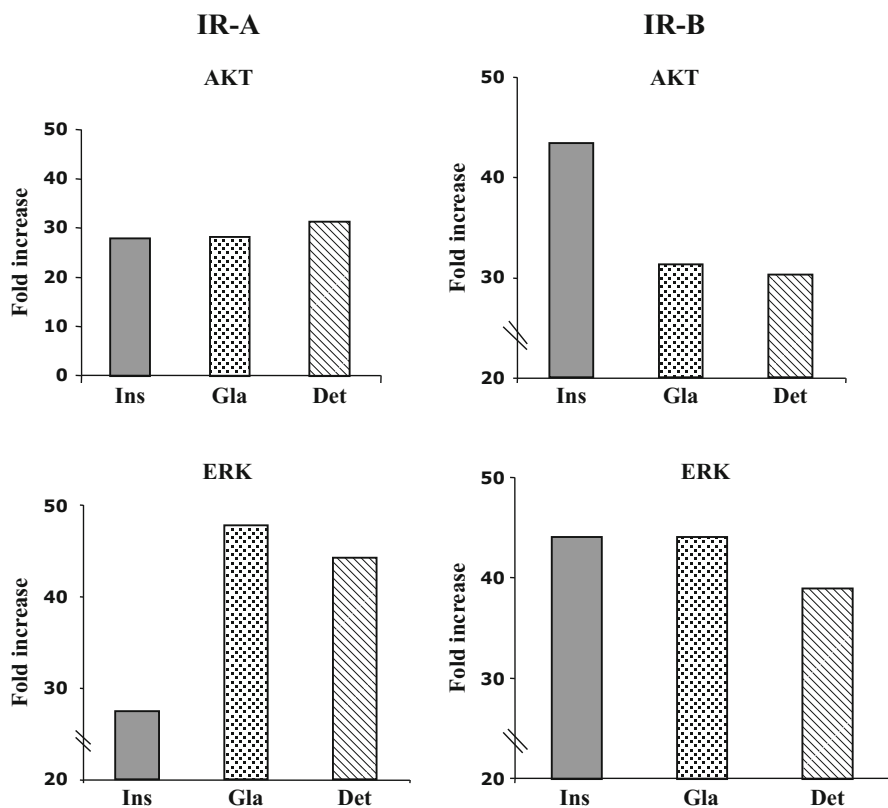 IR-A
IR-B
AKT
50
40
30
20
10
0
Fold increase
Ins Gla Det
AKT
50
40
30
20
Fold increase
Ins Gla Det
ERK
50
40
30
20
Fold increase
Ins Gla Det
ERK
50
40
30
20
Fold increase
Ins Gla Det